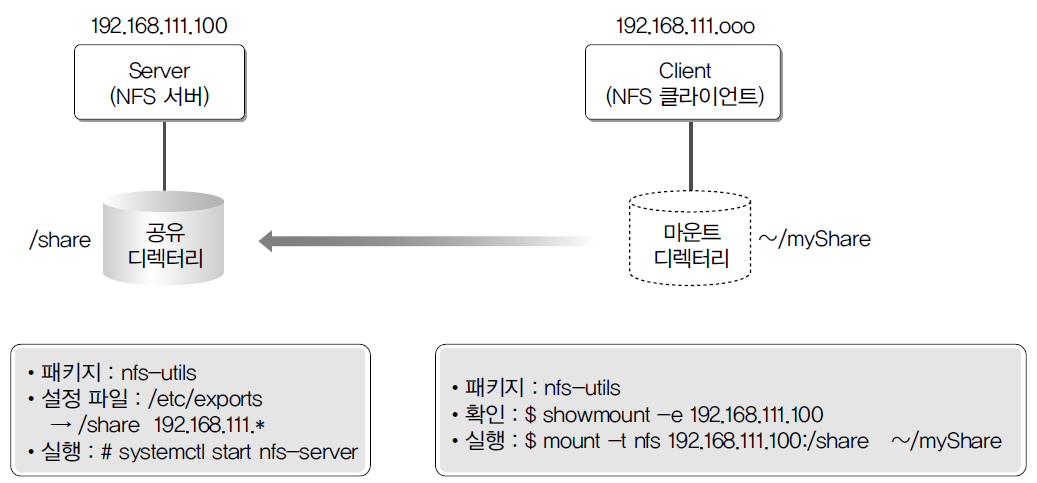 192.168.111.100
Server
(NFS 서버)
/share
공유
디렉터리
192.168.111.ooo
Client
(NFS 클라이언트)
마운트
디렉터리
~/myShare
• 패키지 : nfs-utils
• 설정 파일 : /etc/exports
→ /share 192.168.111.*
• 실행 : # systemctl start nfs-server
• 패키지 : nfs-utils
• 확인 : $ showmount -e 192.168.111.100
• 실행 : $ mount -t nfs 192.168.111.100:/share ~/myShare